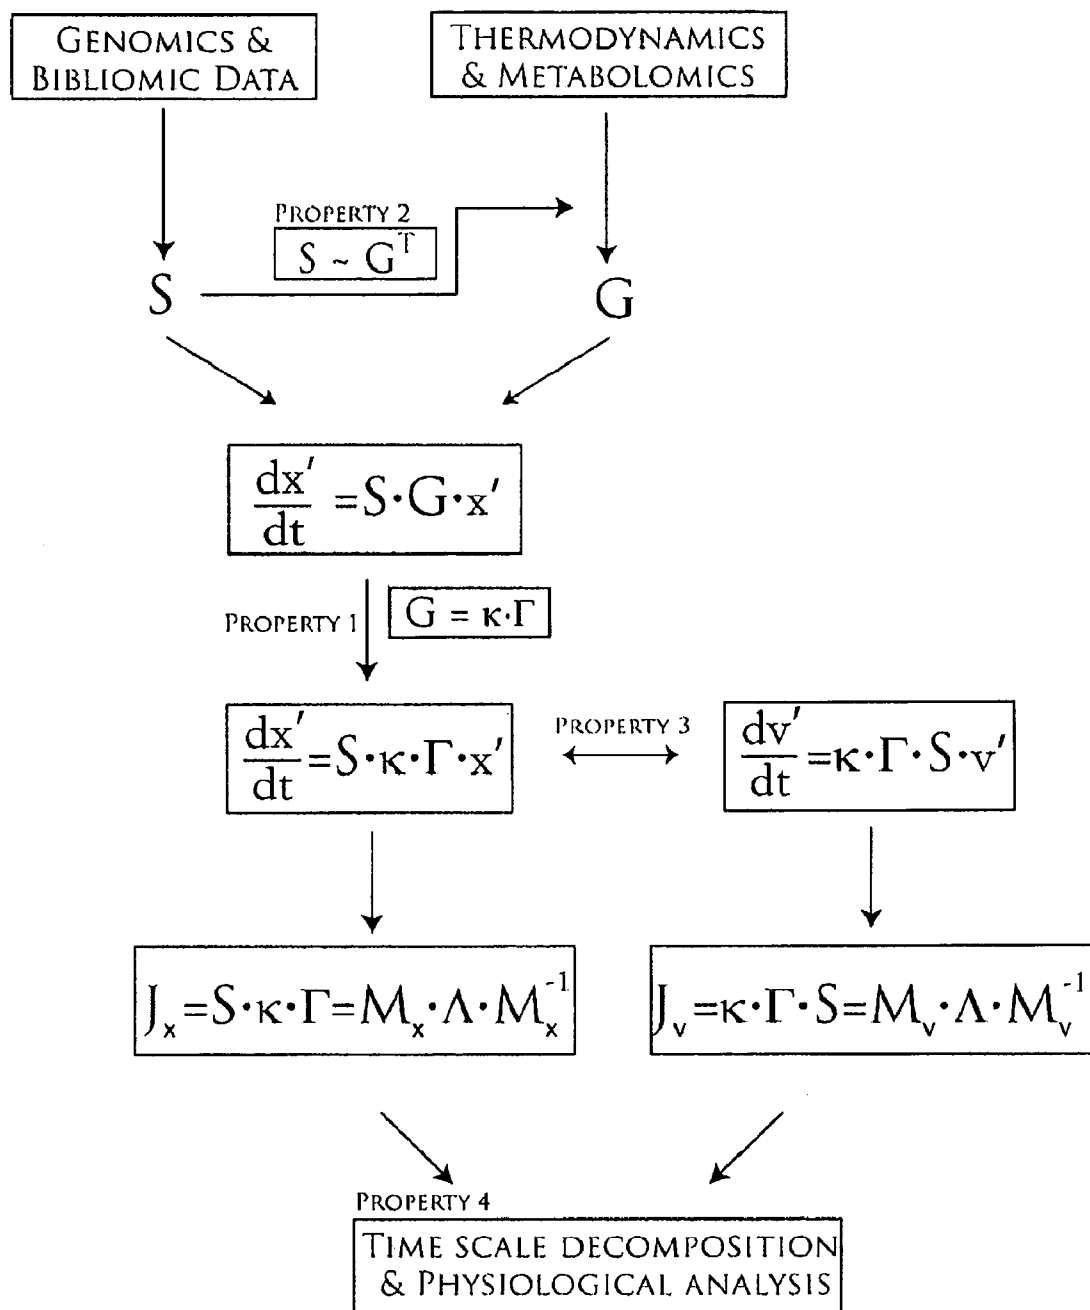 GENOMICS &
BIBLIOMIC DATA
THERMODYNAMICS
& METABOLOMICS
PROPERTY 2
S ~ G^T
S
G
dx′/dt = S·G·x′
PROPERTY 1
G = κ·Γ
dx′/dt = S·κ·Γ·x′
PROPERTY 3
dv′/dt = κ·Γ·S·v′
J_x = S·κ·Γ = M_x·Λ·M_x^-1
J_v = κ·Γ·S = M_v·Λ·M_v^-1
PROPERTY 4
TIME SCALE DECOMPOSITION
& PHYSIOLOGICAL ANALYSIS